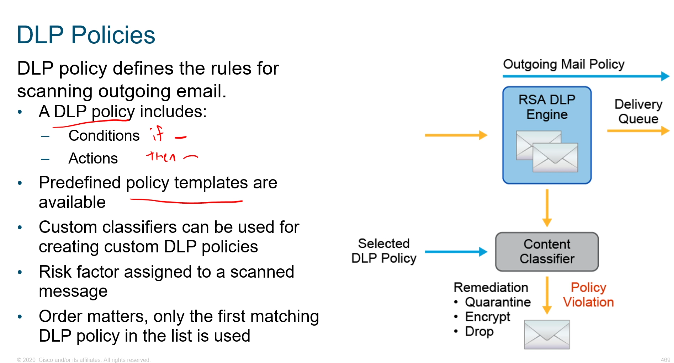 DLP Policies
DLP policy defines the rules for
scanning outgoing email.
• A DLP policy includes:
– Conditions if –
– Actions then –
• Predefined policy templates are
available
• Custom classifiers can be used for
creating custom DLP policies
• Risk factor assigned to a scanned
message
• Order matters, only the first matching
DLP policy in the list is used
Outgoing Mail Policy
RSA DLP
Engine
Delivery
Queue
Selected
DLP Policy
Content
Classifier
Remediation
• Quarantine
• Encrypt
• Drop
Policy
Violation
Cisco and/or its affiliates. All rights reserved.